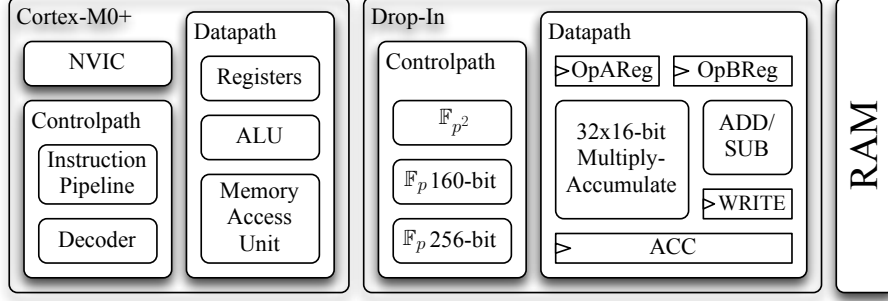 Cortex-M0+
NVIC
Controlpath
Instruction
Pipeline
Decoder
Datapath
Registers
ALU
Memory
Access
Unit
Drop-In
Controlpath
𝔽p²
𝔽p 160-bit
𝔽p 256-bit
Datapath
OpAReg
OpBReg
32x16-bit
Multiply-
Accumulate
ADD/
SUB
WRITE
ACC
RAM